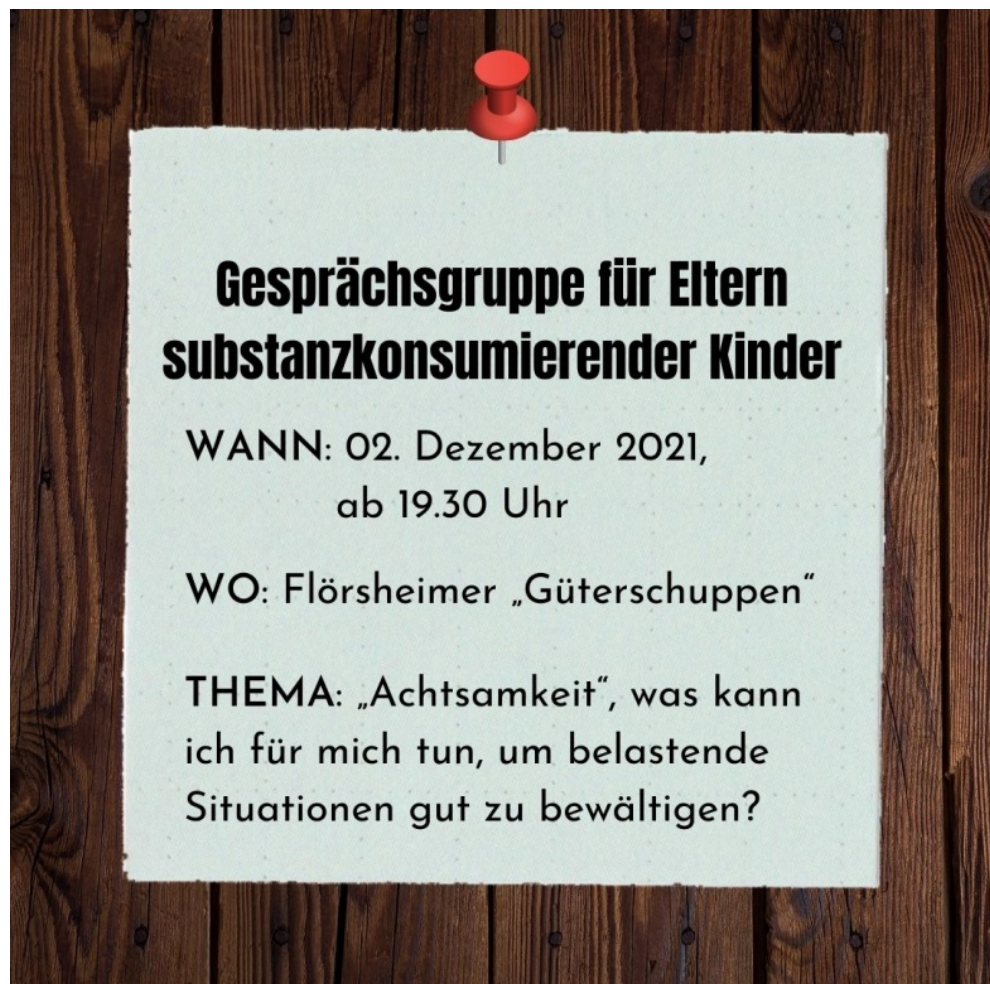 Gesprächsgruppe für Eltern
substanzkonsumierender Kinder
WANN: 02. Dezember 2021,
ab 19.30 Uhr
WO: Flörsheimer „Güterschuppen“
THEMA: „Achtsamkeit“, was kann
ich für mich tun, um belastende
Situationen gut zu bewältigen?